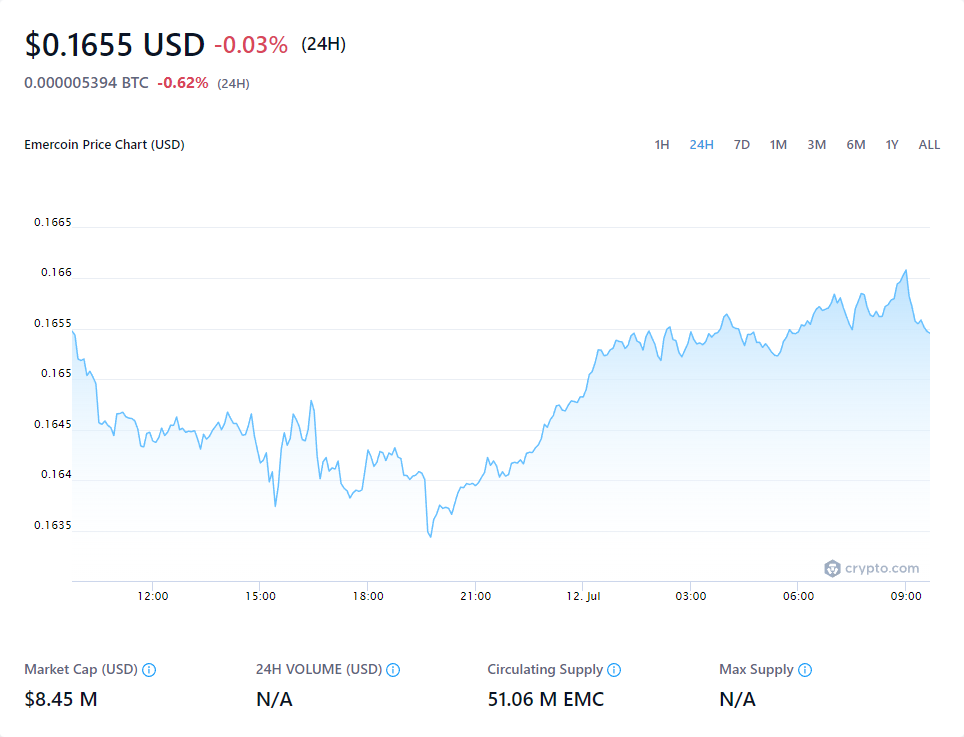 $0.1655 USD -0.03% (24H)
0.000005394 BTC -0.62% (24H)
Emercoin Price Chart (USD) 1H 24H 7D 1M 3M 6M 1Y ALL
0.1665
0.166
0.1655
0.165
0.1645
0.164
0.1635
crypto.com
12:00 15:00 18:00 21:00 12. Jul 03:00 06:00 09:00
Market Cap (USD) 24H VOLUME (USD) Circulating Supply Max Supply
$8.45 M N/A 51.06 M EMC N/A